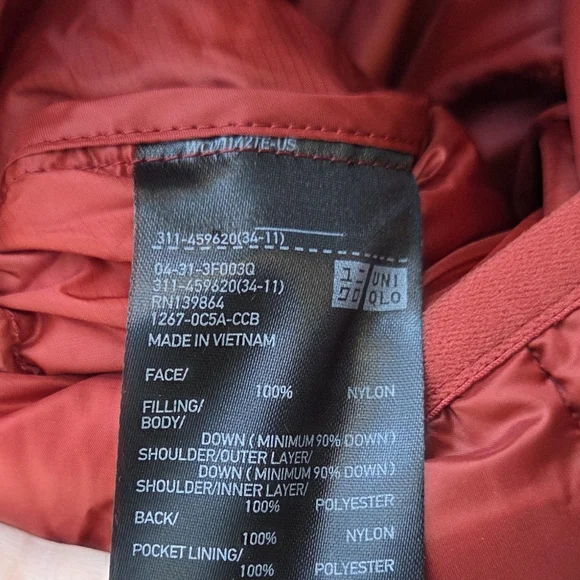 311-459620(34-11)
04-31-3F003Q
311-459620(34-11)
RN139864
1267-0C5A-CCB
MADE IN VIETNAM
UNI
QLO
FACE/
100% NYLON
FILLING/
BODY/
DOWN ( MINIMUM 90% DOWN )
SHOULDER/OUTER LAYER/
DOWN ( MINIMUM 90% DOWN )
SHOULDER/INNER LAYER/
100% POLYESTER
BACK/
100% NYLON
POCKET LINING/
100% POLYESTER